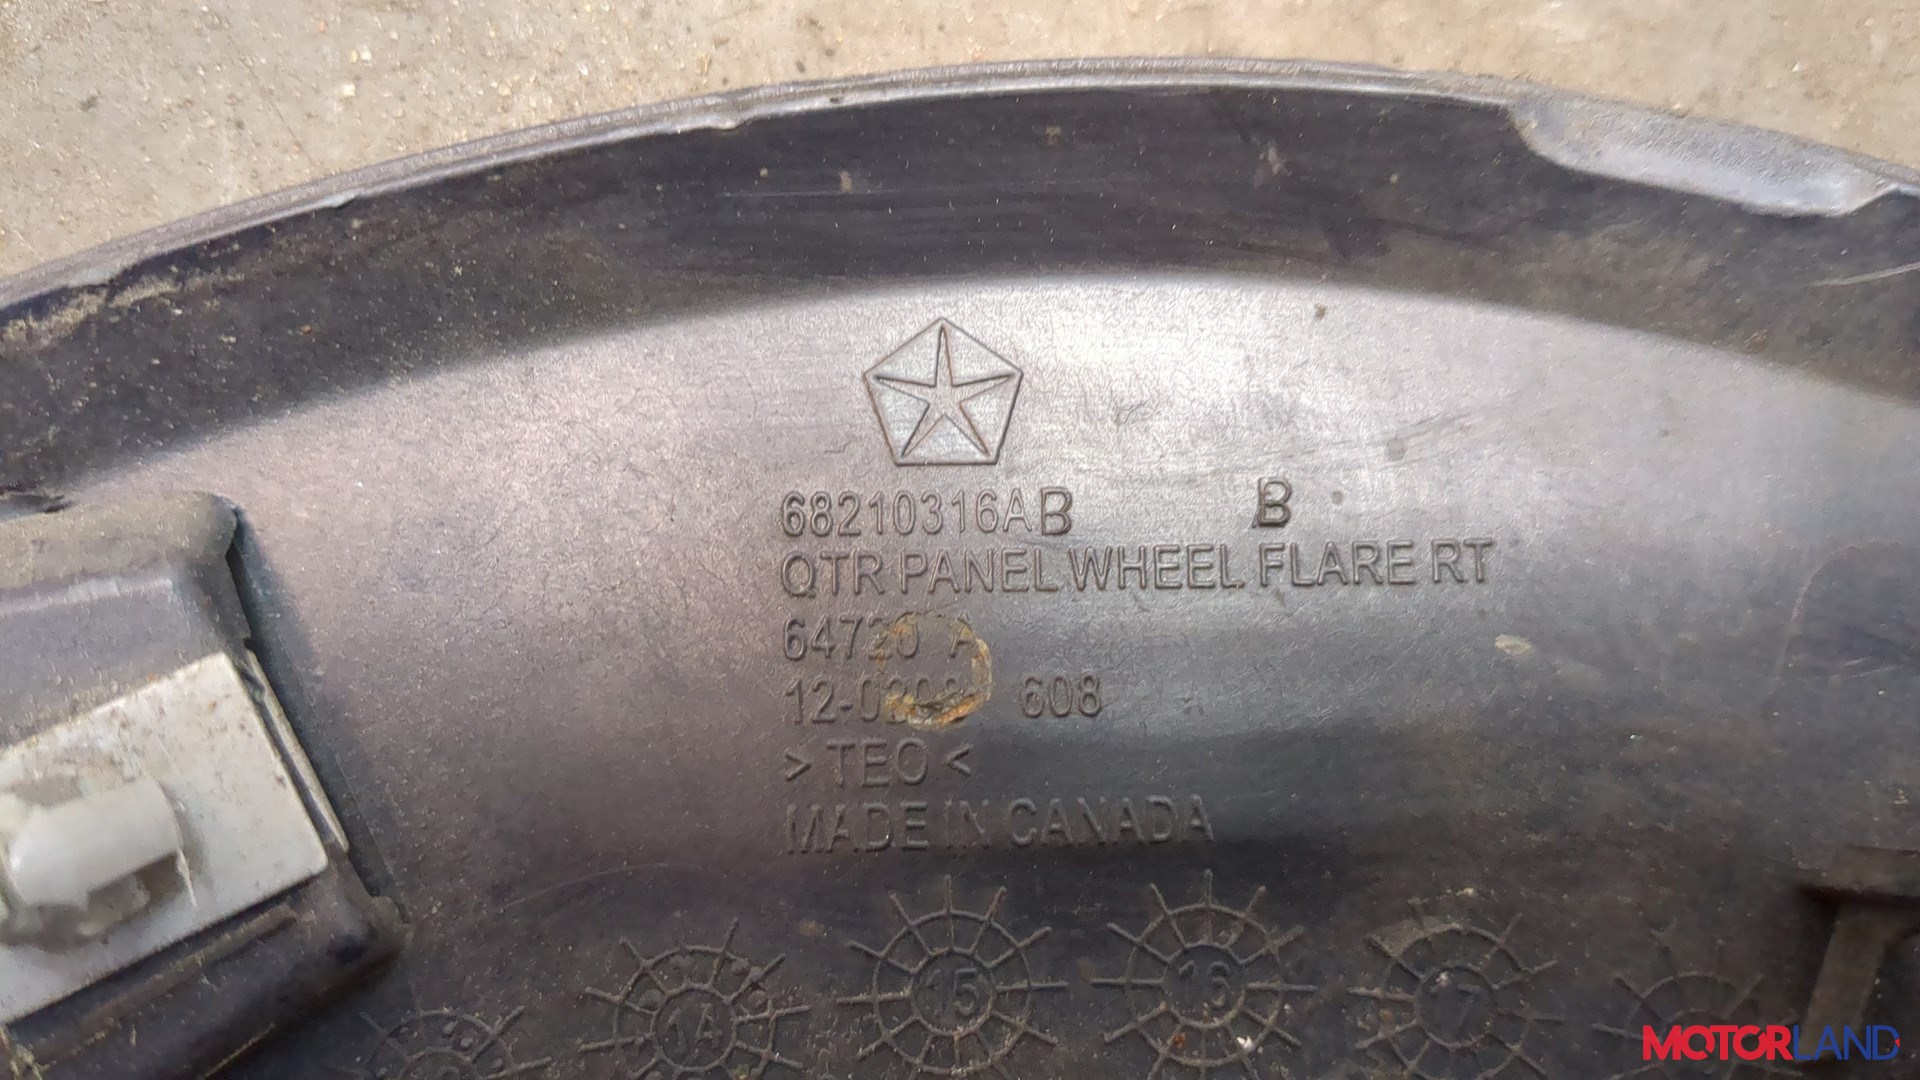 68210316AB B
QTR PANEL WHEEL FLARE RT
64720 A
608
>TEO<
MADE IN CANADA
14 15 16 17
MOTORLAND